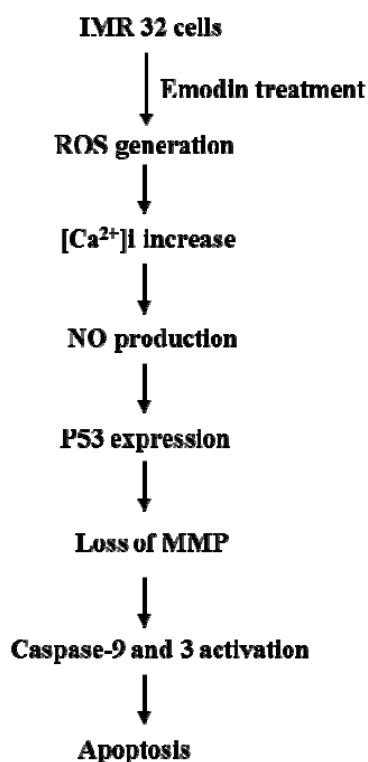 IMR 32 cells
Emodin treatment
ROS generation
[Ca²⁺]i increase
NO production
P53 expression
Loss of MMP
Caspase-9 and 3 activation
Apoptosis